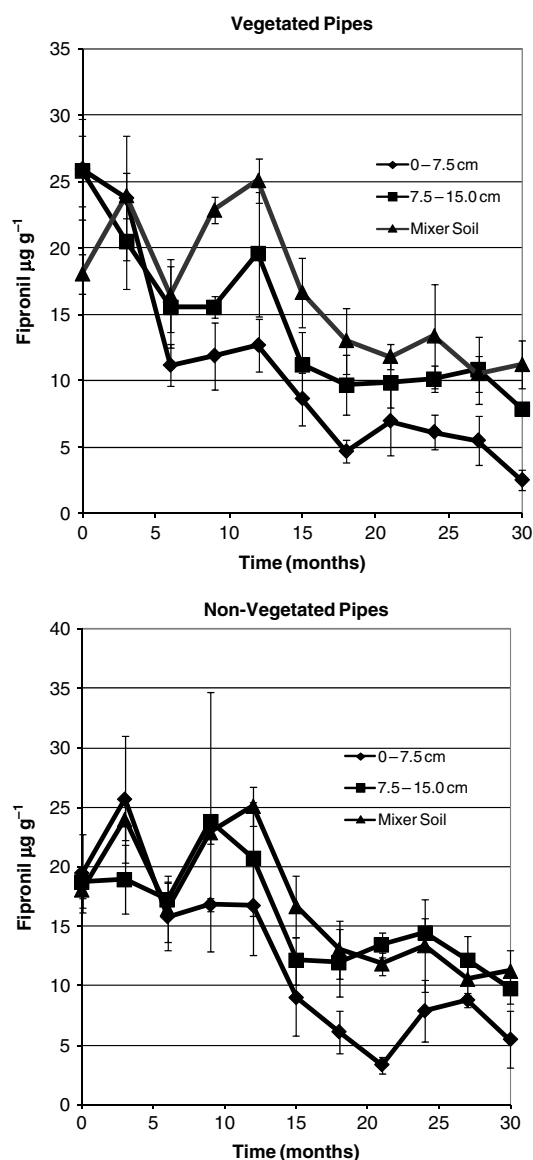 Vegetated Pipes
35
30
25
20
15
10
5
0
Fipronil µg g⁻¹
0–7.5 cm
7.5–15.0 cm
Mixer Soil
0 5 10 15 20 25 30
Time (months)
Non-Vegetated Pipes
40
35
30
25
20
15
10
5
0
Fipronil µg g⁻¹
0–7.5 cm
7.5–15.0 cm
Mixer Soil
0 5 10 15 20 25 30
Time (months)